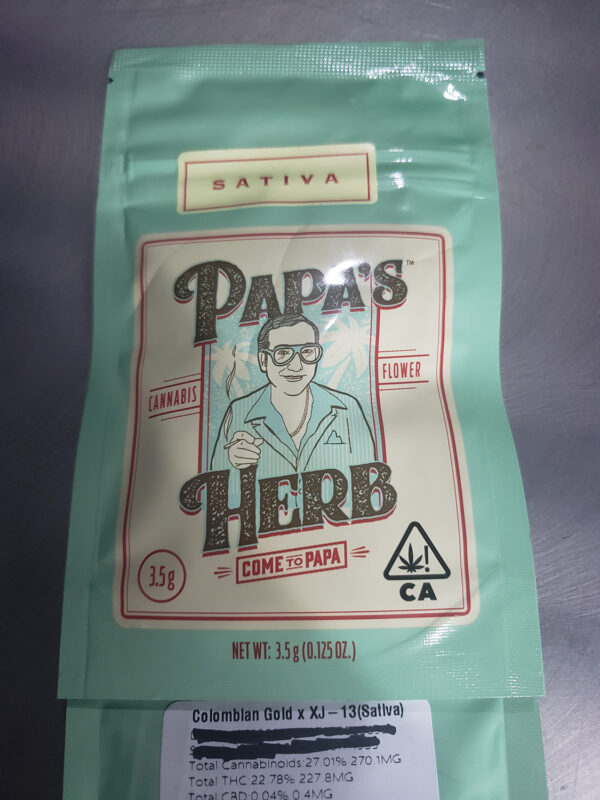 SATIVA
PAPA'S™
CANNABIS
FLOWER
HERB
COME TO PAPA
3.5g
CA
NET WT: 3.5g (0.125 OZ.)
Colombian Gold x XJ – 13(Sativa)
Total Cannabinoids:27.01% 270.1MG
Total THC:22.78% 227.8MG
Total CBD:0.04% 0.4MG